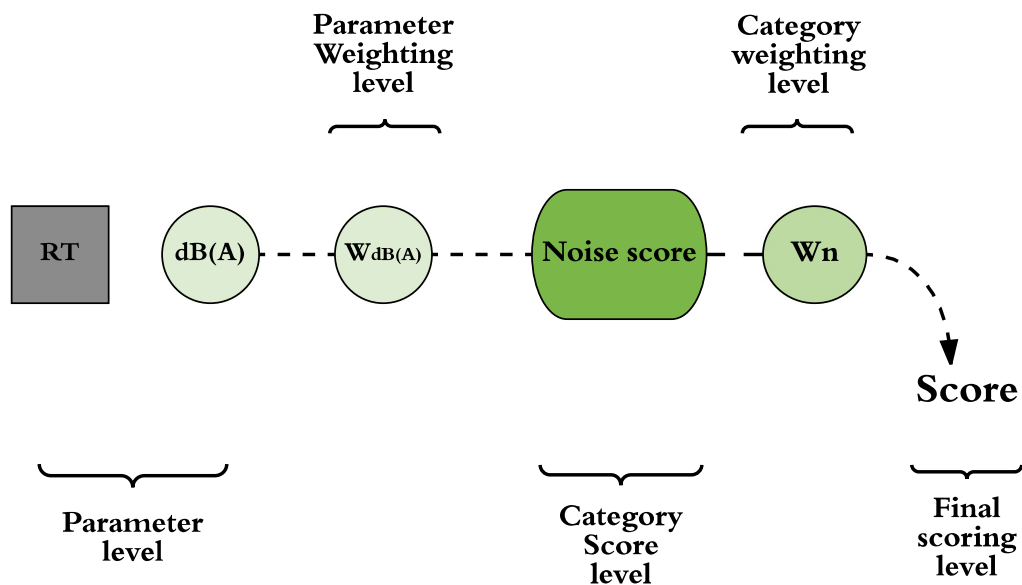 Parameter
Weighting
level
Category
weighting
level
RT
dB(A)
WdB(A)
Noise score
Wn
Score
Parameter
level
Category
Score
level
Final
scoring
level